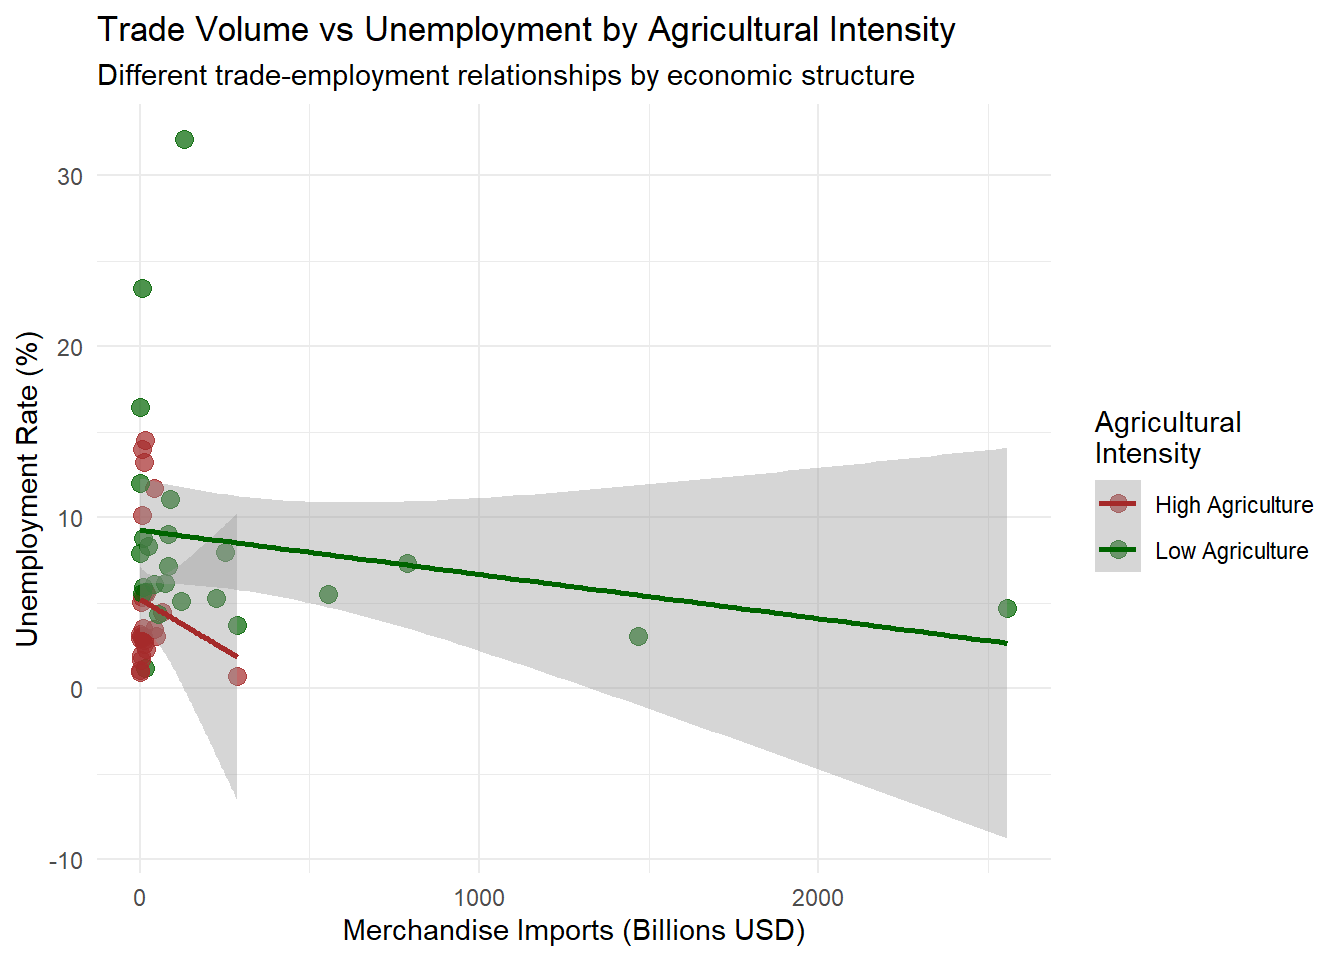 Trade Volume vs Unemployment by Agricultural Intensity
Different trade-employment relationships by economic structure
Unemployment Rate (%)
30
20
10
0
-10
0
1000
2000
Merchandise Imports (Billions USD)
Agricultural
Intensity
High Agriculture
Low Agriculture